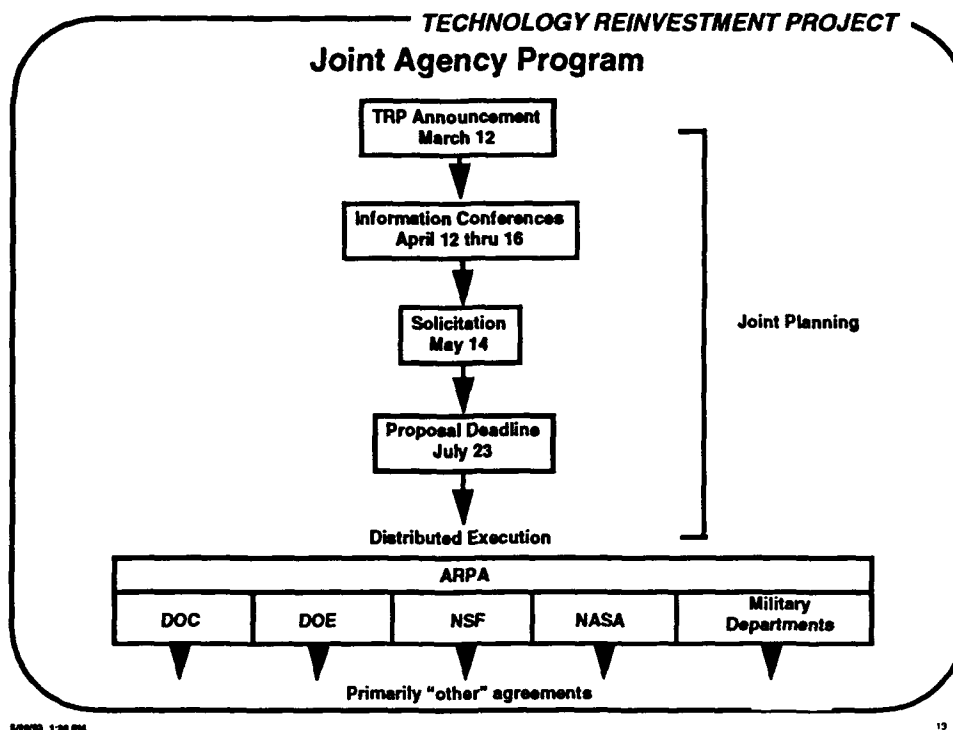 TECHNOLOGY REINVESTMENT PROJECT
Joint Agency Program
TRP Announcement
March 12
Information Conferences
April 12 thru 16
Solicitation
May 14
Joint Planning
Proposal Deadline
July 23
Distributed Execution
ARPA
DOC
DOE
NSF
NASA
Military
Departments
Primarily "other" agreements
PM